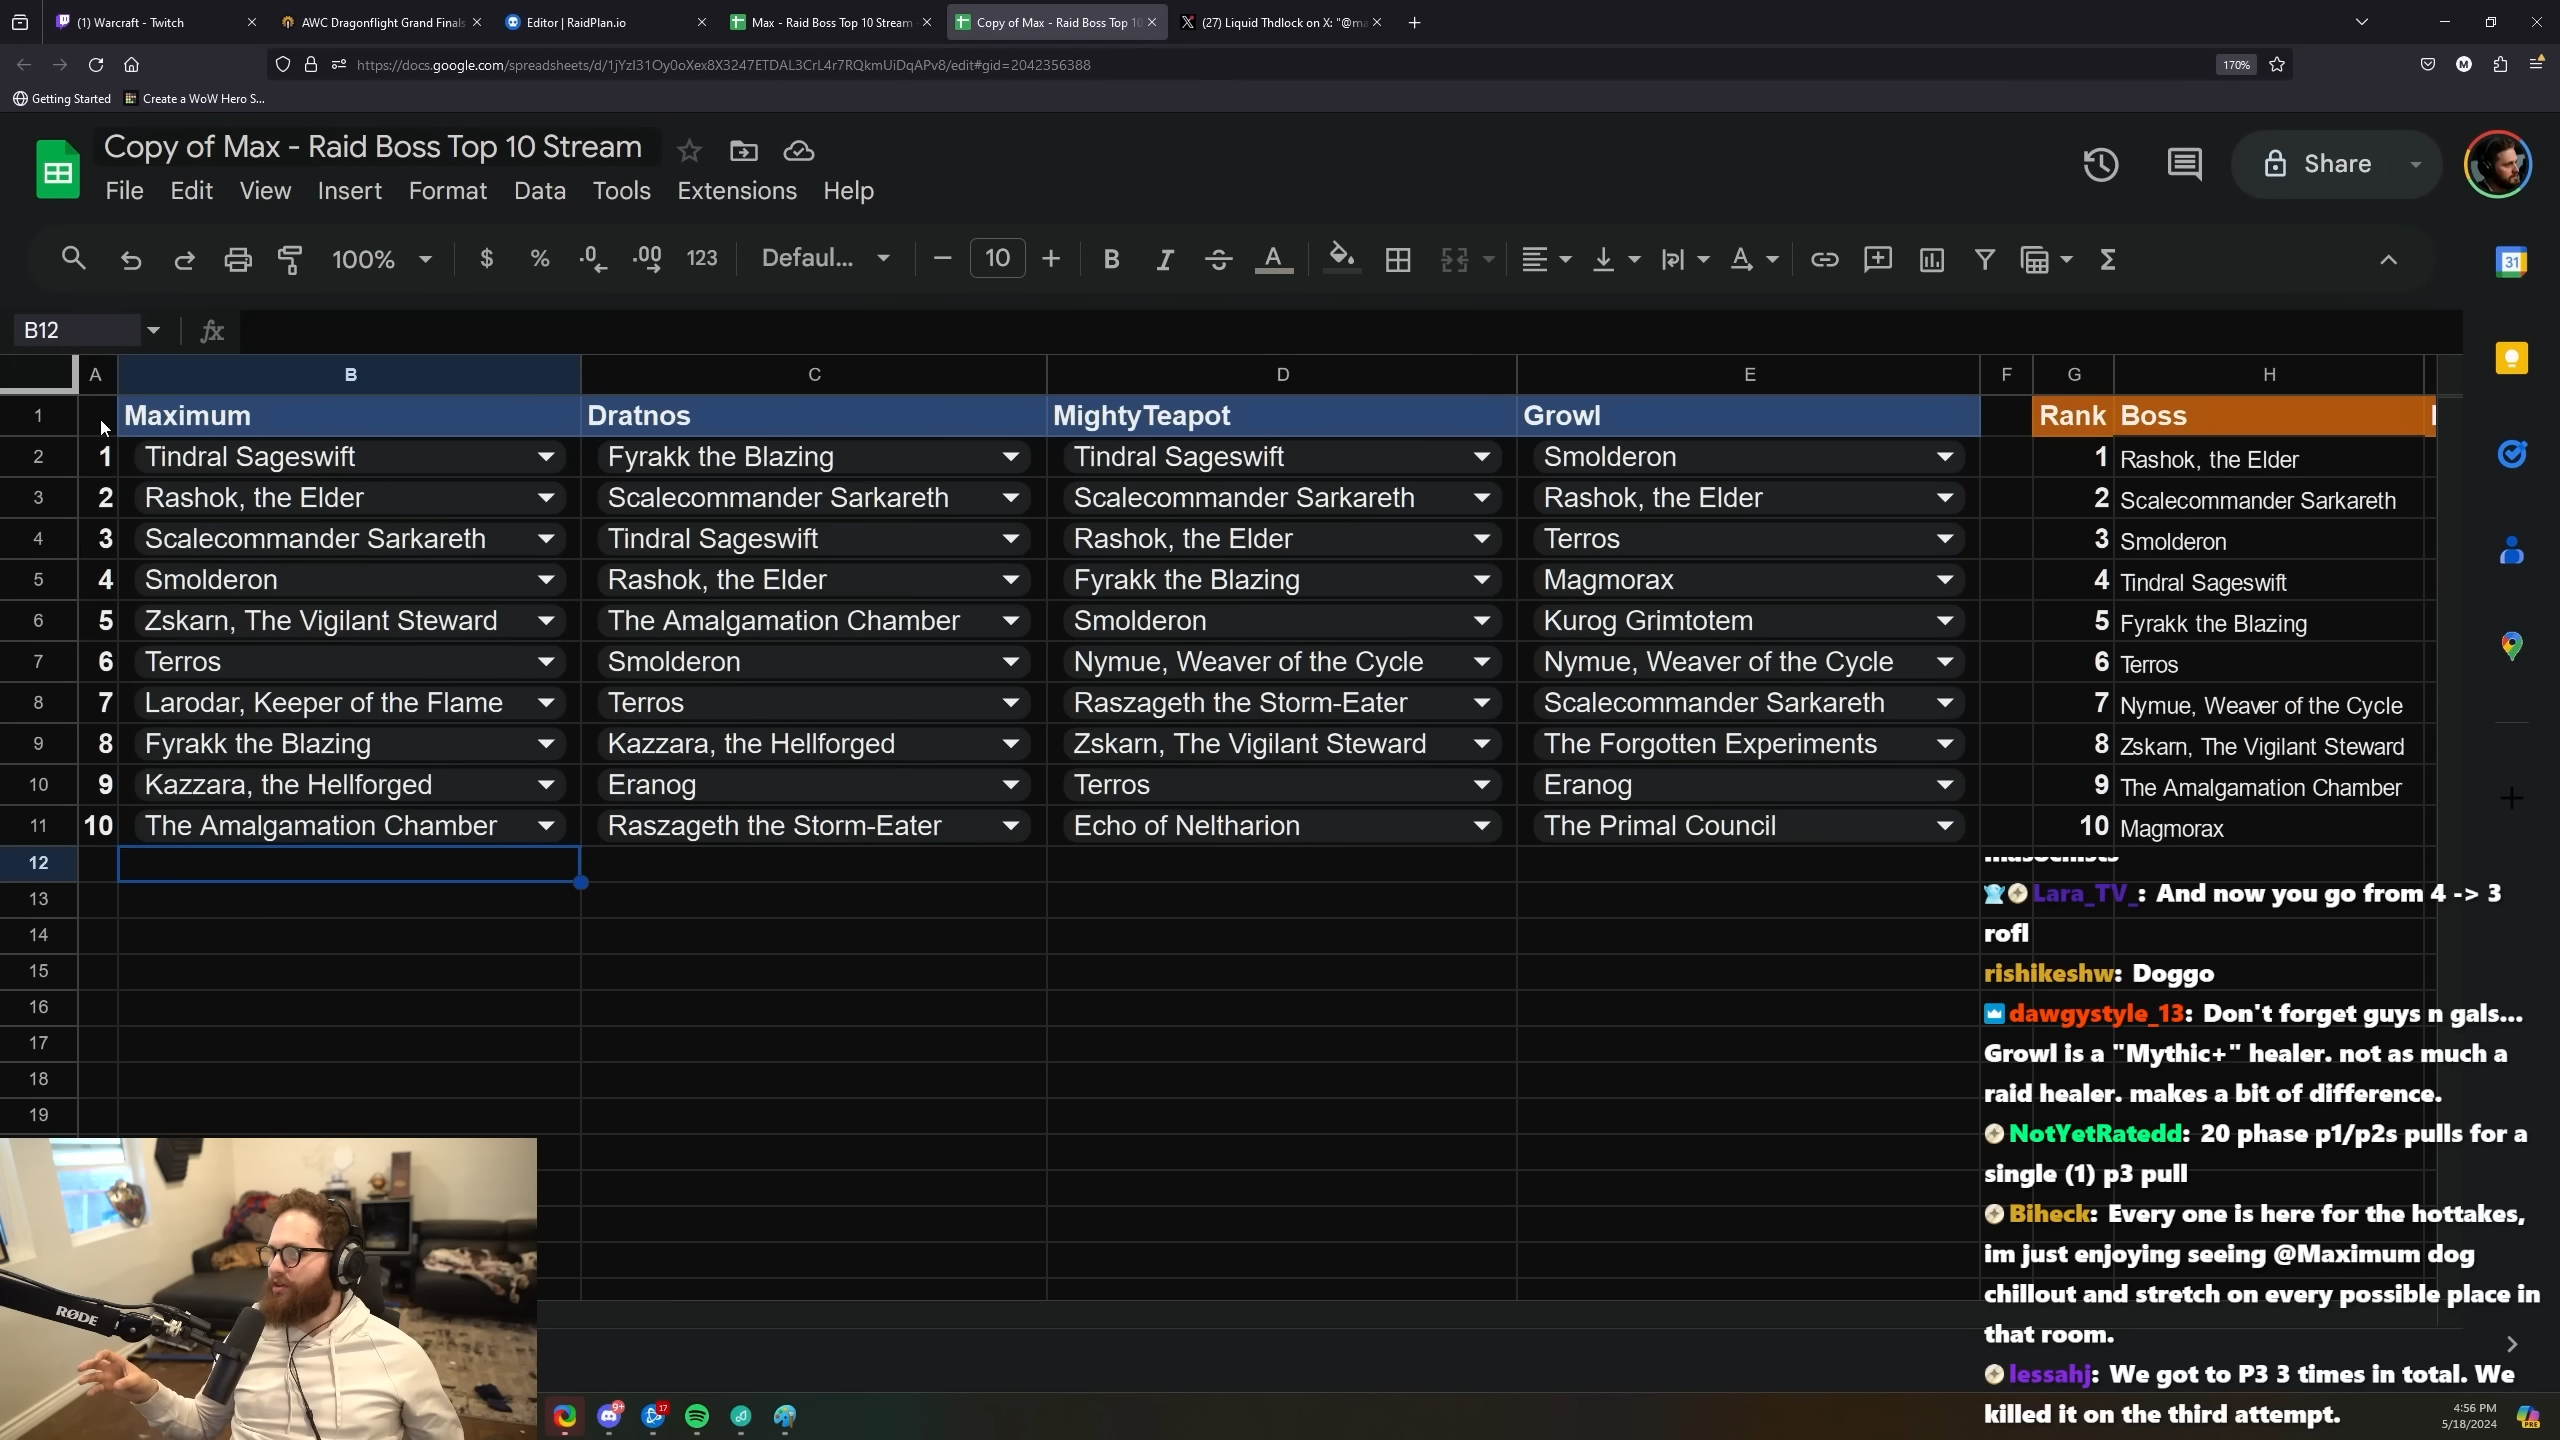 (1) Warcraft - Twitch
AWC Dragonflight Grand Finals
Editor | RaidPlan.io
Max - Raid Boss Top 10 Stream
Copy of Max - Raid Boss Top 10
(27) Liquid Thdlock on X: "@ma
https://docs.google.com/spreadsheets/d/1jYzI31Oy0oXex8X3247ETDAL3CrL4r7RQkmUiDqAPv8/edit#gid=2042356388
170%
Getting Started
Create a WoW Hero S...
Copy of Max - Raid Boss Top 10 Stream
Share
File Edit View Insert Format Data Tools Extensions Help
100% $ % .0 .00 123 Defaul... 10 B I A
31
B12
fx
A B C D E F G H
1 Maximum Dratnos MightyTeapot Growl Rank Boss
2 1 Tindral Sageswift Fyrakk the Blazing Tindral Sageswift Smolderon 1 Rashok, the Elder
3 2 Rashok, the Elder Scalecommander Sarkareth Scalecommander Sarkareth Rashok, the Elder 2 Scalecommander Sarkareth
4 3 Scalecommander Sarkareth Tindral Sageswift Rashok, the Elder Terros 3 Smolderon
5 4 Smolderon Rashok, the Elder Fyrakk the Blazing Magmorax 4 Tindral Sageswift
6 5 Zskarn, The Vigilant Steward The Amalgamation Chamber Smolderon Kurog Grimtotem 5 Fyrakk the Blazing
7 6 Terros Smolderon Nymue, Weaver of the Cycle Nymue, Weaver of the Cycle 6 Terros
8 7 Larodar, Keeper of the Flame Terros Raszageth the Storm-Eater Scalecommander Sarkareth 7 Nymue, Weaver of the Cycle
9 8 Fyrakk the Blazing Kazzara, the Hellforged Zskarn, The Vigilant Steward The Forgotten Experiments 8 Zskarn, The Vigilant Steward
10 9 Kazzara, the Hellforged Eranog Terros Eranog 9 The Amalgamation Chamber
11 10 The Amalgamation Chamber Raszageth the Storm-Eater Echo of Neltharion The Primal Council 10 Magmorax
12
13
14
15
16
17
18
19
Lara_TV_: And now you go from 4 -> 3
rofl
rishikeshw: Doggo
dawgystyle_13: Don't forget guys n gals...
Growl is a "Mythic+" healer. not as much a
raid healer. makes a bit of difference.
NotYetRatedd: 20 phase p1/p2s pulls for a
single (1) p3 pull
Biheck: Every one is here for the hottakes,
im just enjoying seeing @Maximum dog
chillout and stretch on every possible place in
that room.
lessahj: We got to P3 3 times in total. We
killed it on the third attempt.
RØDE
9+
17
4:56 PM
5/18/2024